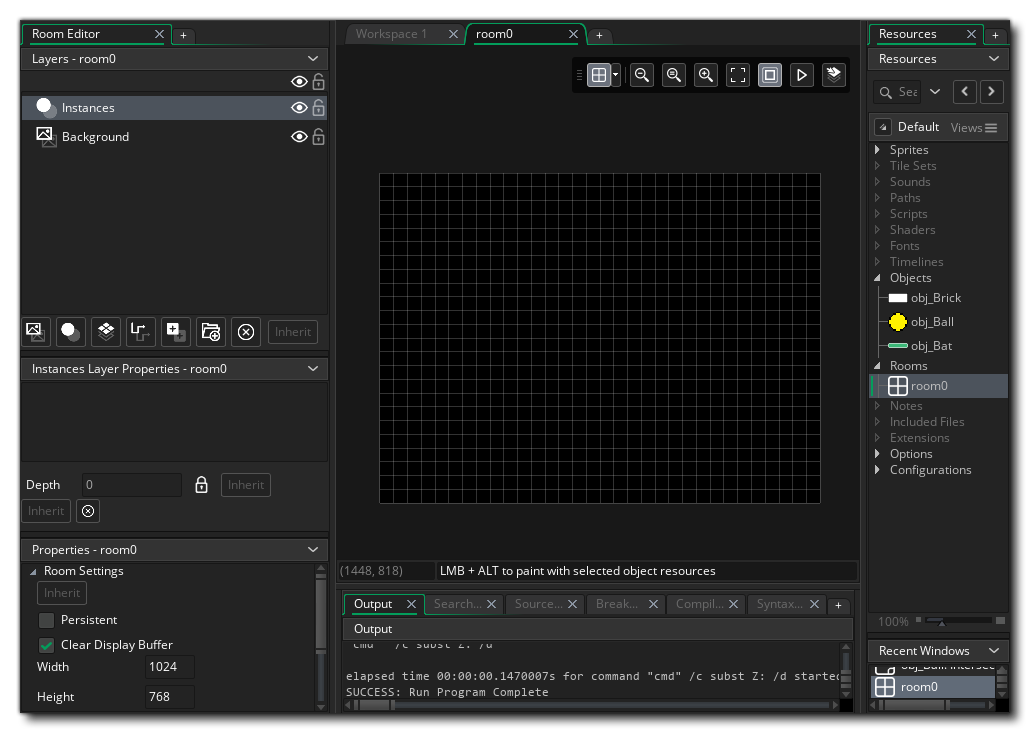 Room Editor
Layers - room0
Instances
Background
Inherit
Instances Layer Properties - room0
Depth 0 Inherit
Inherit
Properties - room0
Room Settings
Inherit
Persistent
Clear Display Buffer
Width 1024
Height 768
Workspace 1 room0
(1448, 818) LMB + ALT to paint with selected object resources
Output Search... Source... Break... Compil... Syntax...
Output
"cmd" /c subst Z: /d
elapsed time 00:00:00.1470007s for command "cmd" /c subst Z: /d started
SUCCESS: Run Program Complete
Resources
Resources
Sea
Default Views
Sprites
Tile Sets
Sounds
Paths
Scripts
Shaders
Fonts
Timelines
Objects
obj_Brick
obj_Ball
obj_Bat
Rooms
room0
Notes
Included Files
Extensions
Options
Configurations
100%
Recent Windows
room0